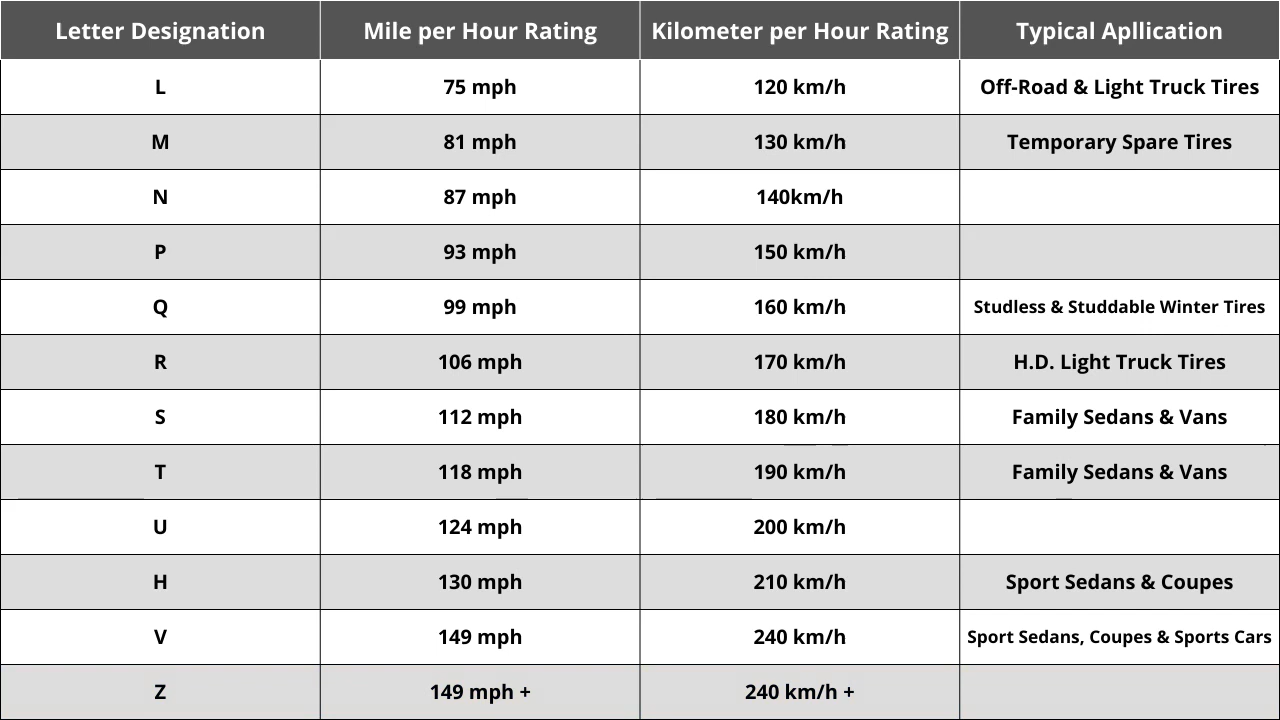 Letter Designation Mile per Hour Rating Kilometer per Hour Rating Typical Apllication
L 75 mph 120 km/h Off-Road & Light Truck Tires
M 81 mph 130 km/h Temporary Spare Tires
N 87 mph 140km/h
P 93 mph 150 km/h
Q 99 mph 160 km/h Studless & Studdable Winter Tires
R 106 mph 170 km/h H.D. Light Truck Tires
S 112 mph 180 km/h Family Sedans & Vans
T 118 mph 190 km/h Family Sedans & Vans
U 124 mph 200 km/h
H 130 mph 210 km/h Sport Sedans & Coupes
V 149 mph 240 km/h Sport Sedans, Coupes & Sports Cars
Z 149 mph + 240 km/h +